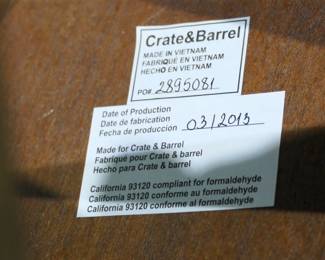 Crate&Barrel
MADE IN VIETNAM
FABRIQUÉ EN VIETNAM
HECHO EN VIETNAM
PO# 2895081
Date of Production
Date de fabrication
Fecha de produccion 03/2013
Made for Crate & Barrel
Fabriqué pour Crate & barrel
Hecho para Crate & barrel
California 93120 compliant for formaldehyde
California 93120 conforme au formaldehyde
California 93120 conforme al formaldehyde